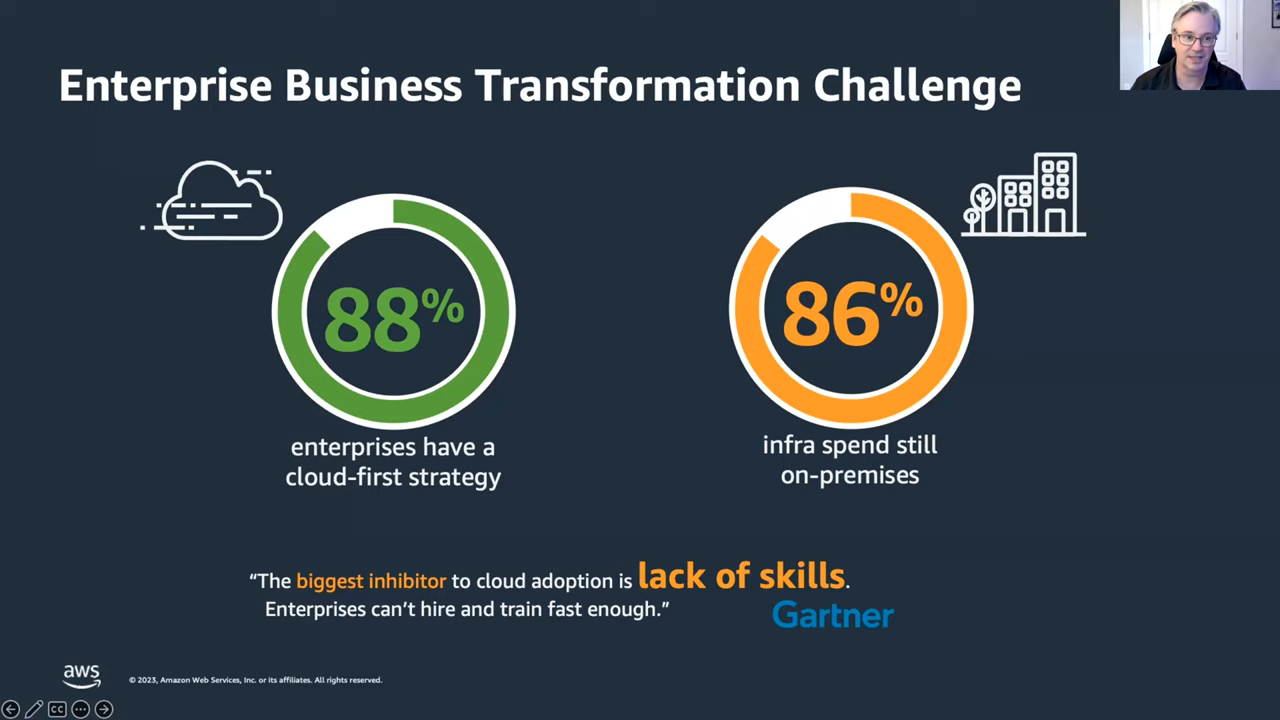 Enterprise Business Transformation Challenge
88%
enterprises have a
cloud-first strategy
86%
infra spend still
on-premises
“The biggest inhibitor to cloud adoption is lack of skills.
Enterprises can’t hire and train fast enough.”
Gartner
aws
© 2023, Amazon Web Services, Inc. or its affiliates. All rights reserved.
CC